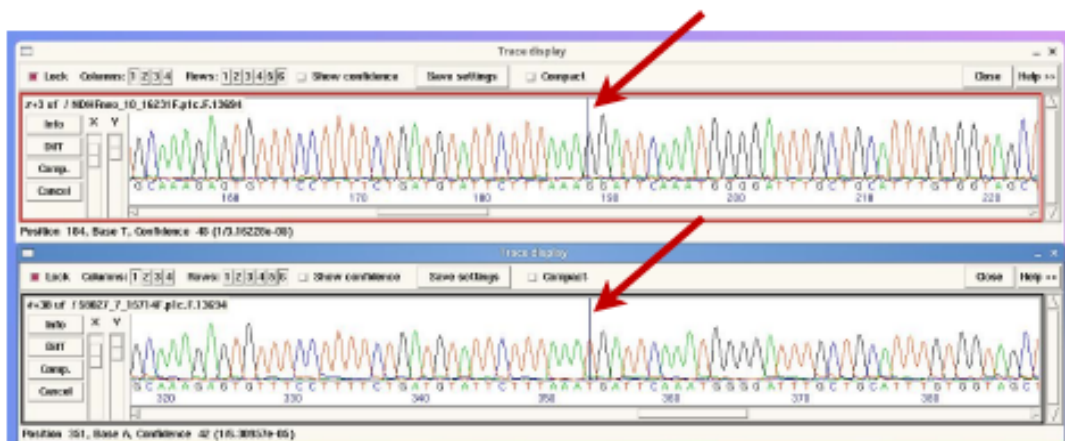 Trace display
Lock Columns: 1 2 3 4 Rows: 1 2 3 4 5 6 Show confidence Save settings Compact Close Help >>
Info X Y
Diff
Comp.
Cancel
160 170 180 190 200 210 220
Position 184, Base T, Confidence 48
Trace display
Lock Columns: 1 2 3 4 Rows: 1 2 3 4 5 6 Show confidence Save settings Compact Close Help >>
Info X Y
Diff
Comp.
Cancel
GCAAAGAGTGTTTCCTTTCTGATGTATTCTTTAAATGATTCAAATGGGGATTTGCTGCATTTGTGGTAGCT
320 330 340 350 360 370 380
Position 351, Base A, Confidence 42